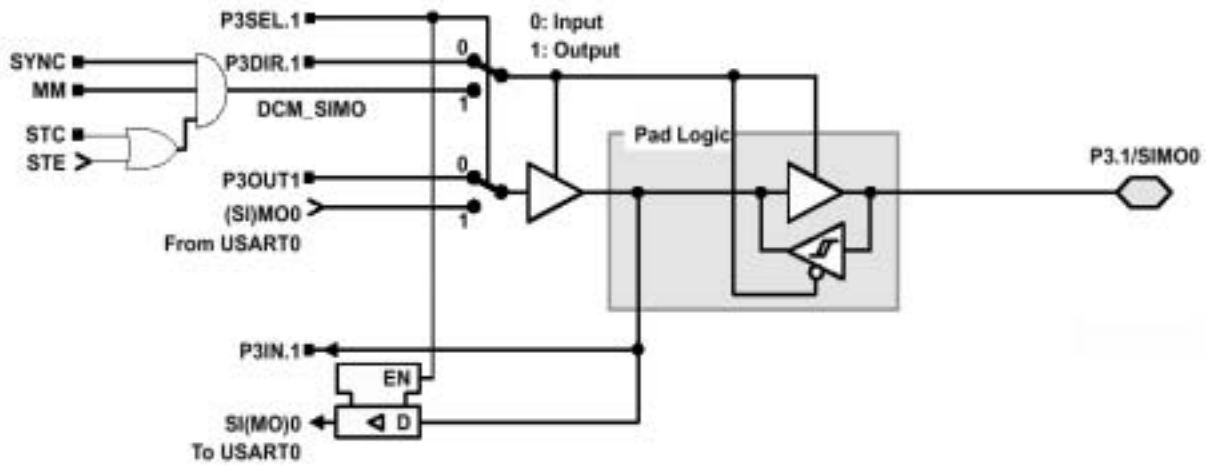 P3SEL.1
0: Input
1: Output
SYNC
P3DIR.1
0
MM
1
DCM_SIMO
STC
STE
Pad Logic
P3.1/SIMO0
P3OUT1
0
(SI)MO0
1
From USART0
P3IN.1
EN
SI(MO)0
D
To USART0